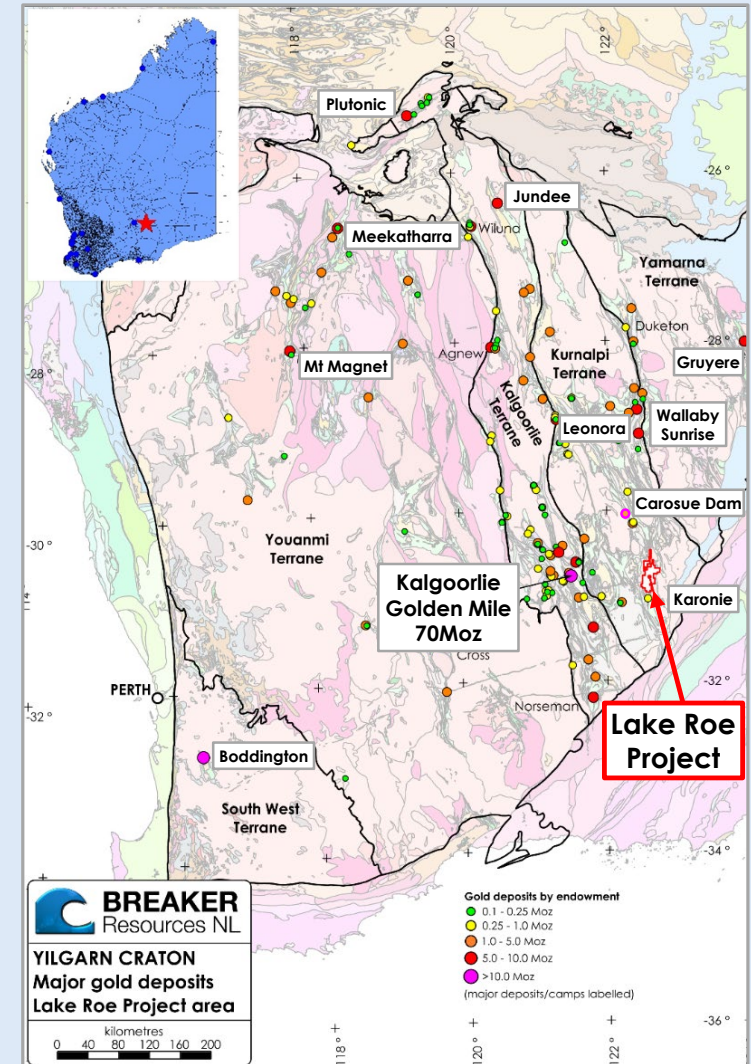 118
120
122
Plutonic
-26
Jundee
Meekatharra
Wiluna
Yamarna
Terrane
Duketon
-28
Agnew
Kurnalpi
Terrane
Gruyere
-28
Mt Magnet
Kalgoorlie
Terrane
Leonora
Wallaby
Sunrise
Carosue Dam
-30
Youanmi
Terrane
-30
Kalgoorlie
Golden Mile
70Moz
Karonie
Cross
PERTH
-32
-32
Norseman
Lake Roe
Project
Boddington
South West
Terrane
-34
BREAKER
Resources NL
YILGARN CRATON
Major gold deposits
Lake Roe Project area
kilometres
0 40 80 120 160 200
Gold deposits by endowment
0.1 - 0.25 Moz
0.25 - 1.0 Moz
1.0 - 5.0 Moz
5.0 - 10.0 Moz
>10.0 Moz
(major deposits/camps labelled)
-36
118
120
122